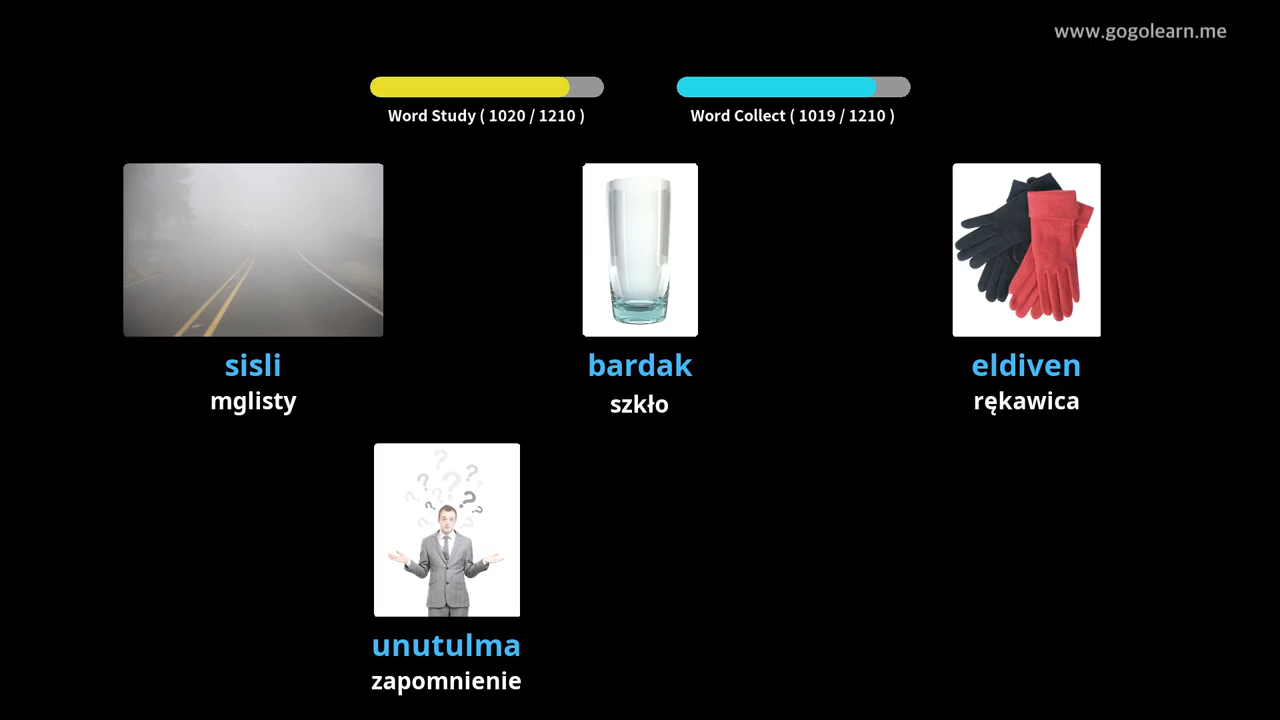 www.gogolearn.me
Word Study ( 1020 / 1210 )
Word Collect ( 1019 / 1210 )
sisli
mglisty
bardak
szkło
eldiven
rękawica
unutulma
zapomnienie